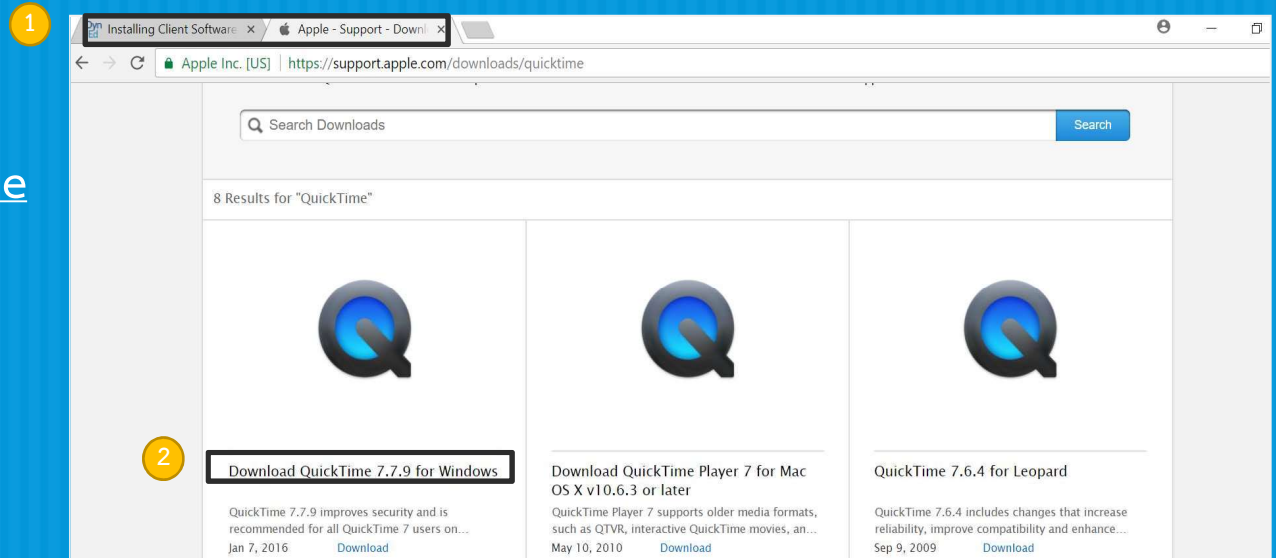 1
Dyn Ed Installing Client Software × Apple - Support - Downl ×
Apple Inc. [US] | https://support.apple.com/downloads/quicktime
Search Downloads
Search
e
8 Results for "QuickTime"
2
Download QuickTime 7.7.9 for Windows
QuickTime 7.7.9 improves security and is
recommended for all QuickTime 7 users on...
Jan 7, 2016 Download
Download QuickTime Player 7 for Mac
OS X v10.6.3 or later
QuickTime Player 7 supports older media formats,
such as QTVR, interactive QuickTime movies, an...
May 10, 2010 Download
QuickTime 7.6.4 for Leopard
QuickTime 7.6.4 includes changes that increase
reliability, improve compatibility and enhance...
Sep 9, 2009 Download